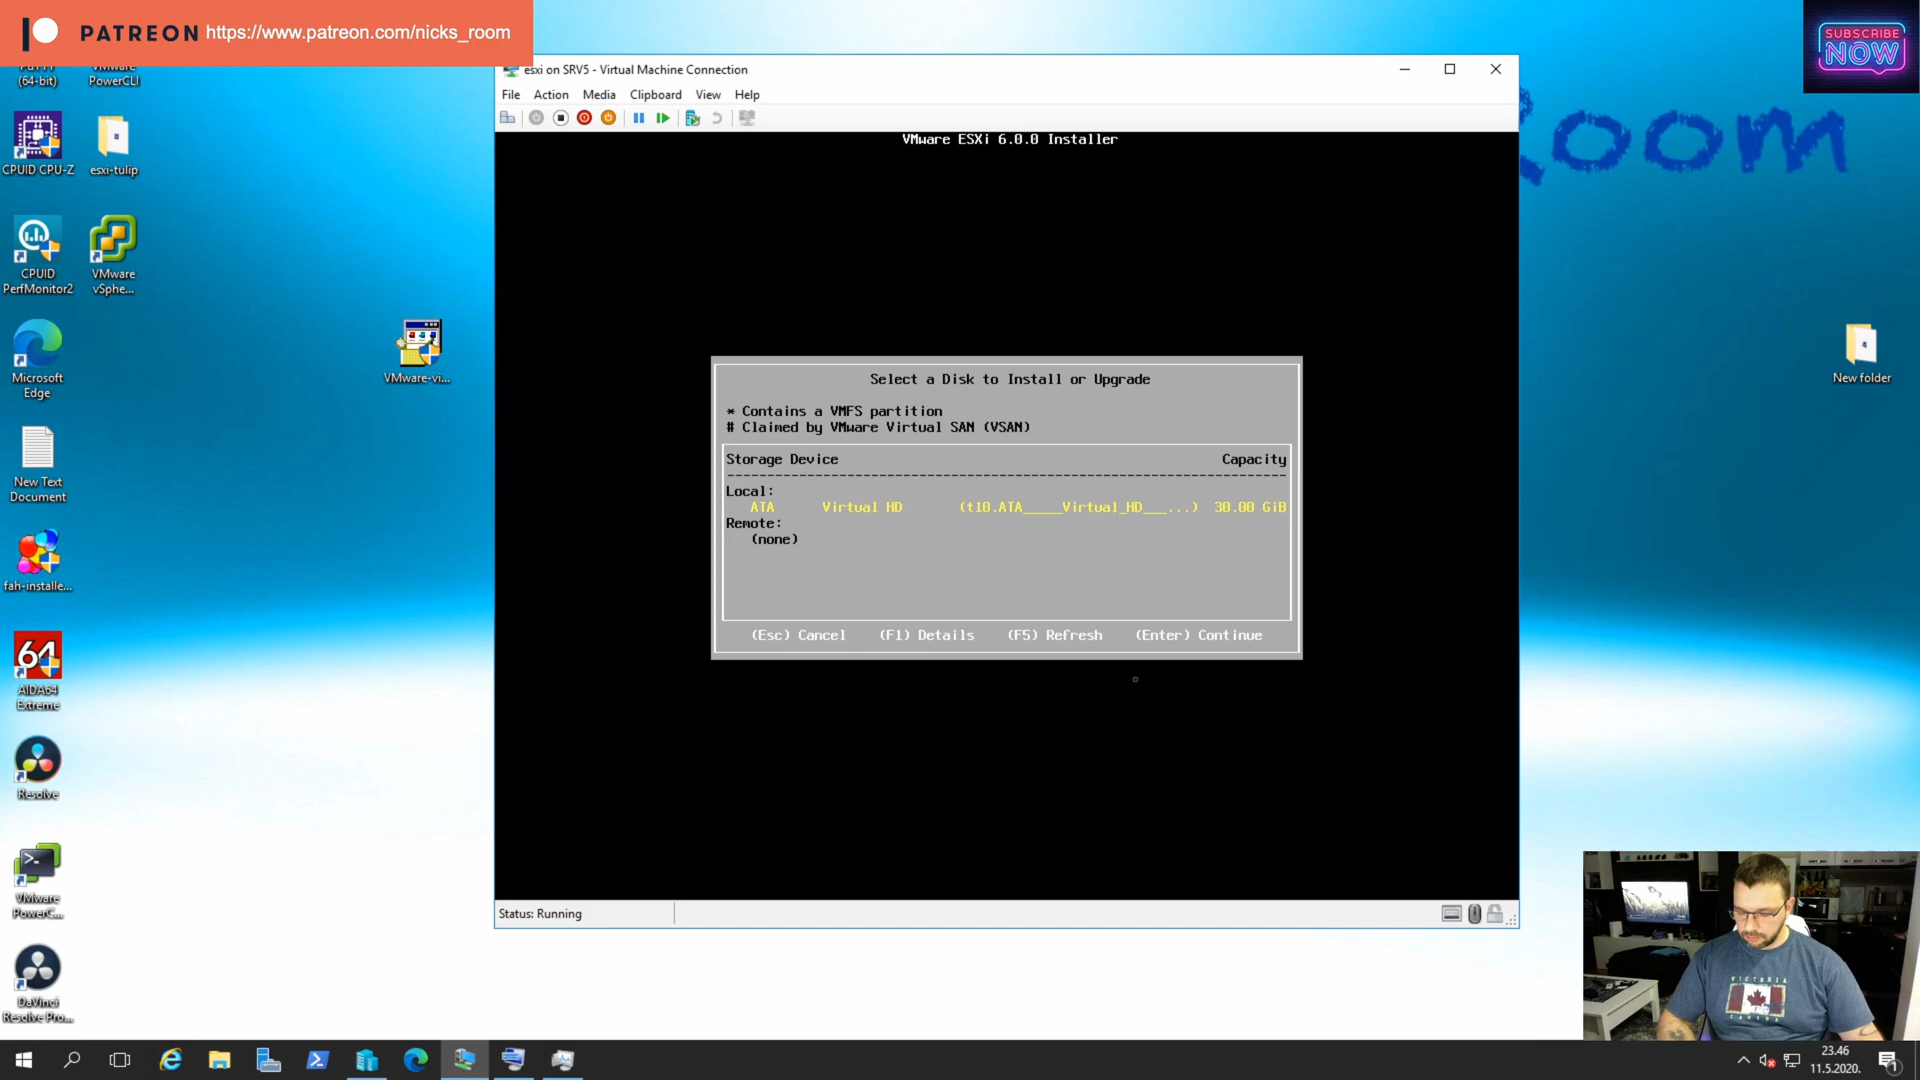 PATREON https://www.patreon.com/nicks_room
SUBSCRIBE
NOW
(64-bit)
PowerCLI
CPUID CPU-Z
esxi-tulip
CPUID
PerfMonitor2
VMware
vSphe...
Microsoft
Edge
VMware-vi...
New Text
Document
fah-installe...
64
AIDA64
Extreme
Resolve
VMware
PowerC...
DaVinci
Resolve Pro...
New folder
Room
esxi on SRV5 - Virtual Machine Connection
File Action Media Clipboard View Help
VMware ESXi 6.0.0 Installer
Select a Disk to Install or Upgrade
* Contains a VMFS partition
# Claimed by VMware Virtual SAN (VSAN)
Storage Device Capacity
Local:
ATA Virtual HD (t10.ATA_____Virtual_HD___...) 30.00 GiB
Remote:
(none)
(Esc) Cancel (F1) Details (F5) Refresh (Enter) Continue
Status: Running
VICTORIA
CANADA
23.46
11.5.2020.
1